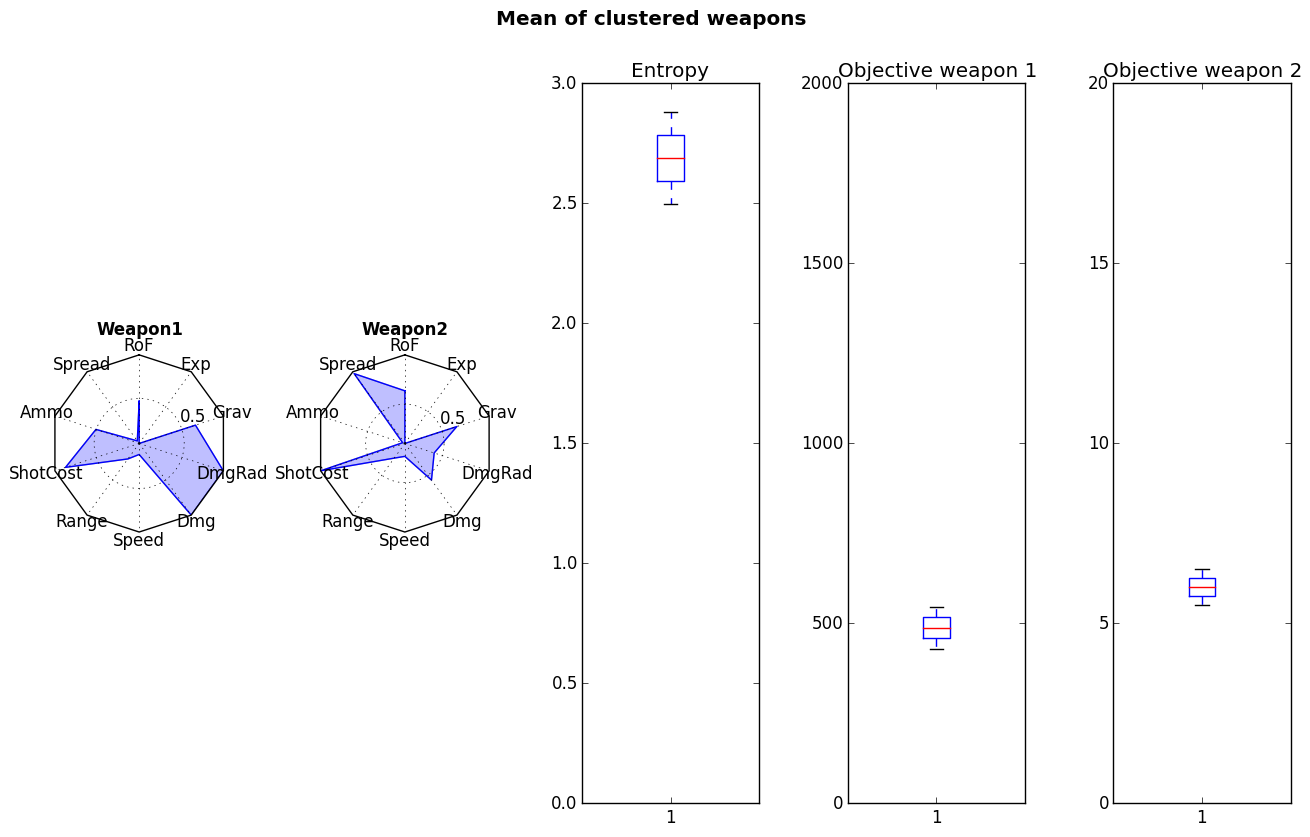 Mean of clustered weapons
Weapon1
RoF
Spread
Exp
Ammo
0.5
Grav
ShotCost
DmgRad
Range
Dmg
Speed
Weapon2
RoF
Spread
Exp
Ammo
0.5
Grav
ShotCost
DmgRad
Range
Dmg
Speed
Entropy
3.0
2.5
2.0
1.5
1.0
0.5
0.0
1
Objective weapon 1
2000
1500
1000
500
0
1
Objective weapon 2
20
15
10
5
0
1